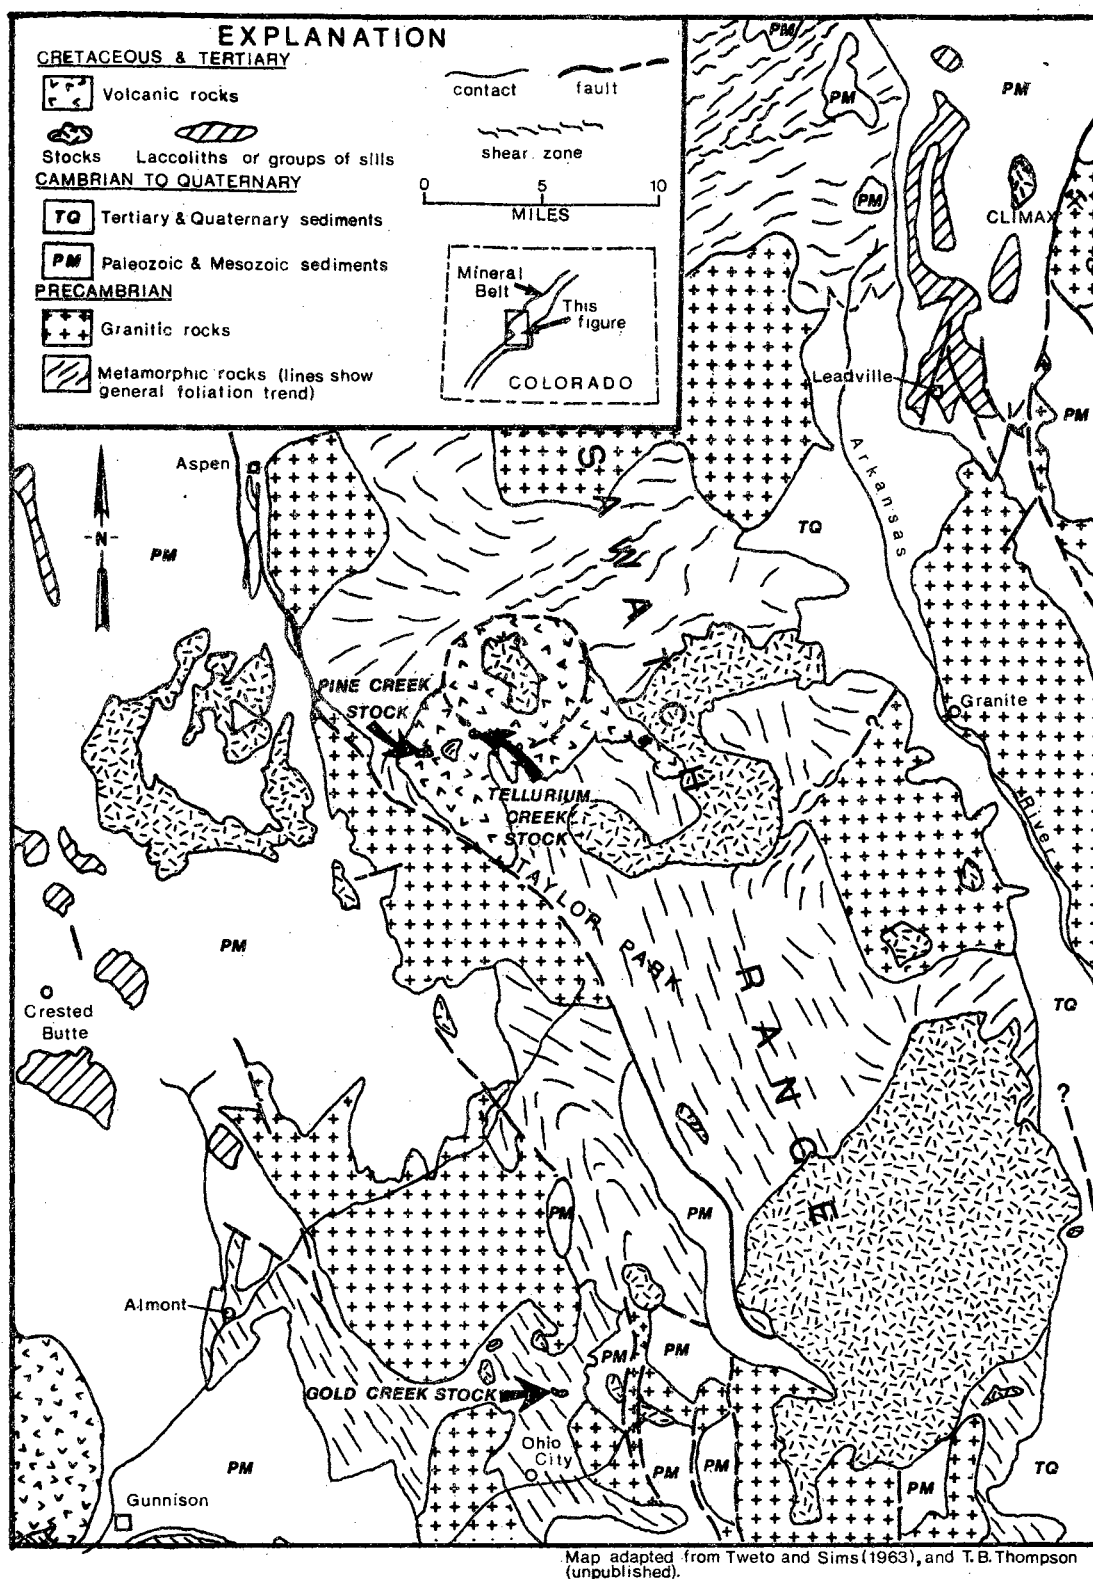 EXPLANATION
CRETACEOUS & TERTIARY
Volcanic rocks
contact
fault
Stocks
Laccoliths or groups of sills
shear zone
CAMBRIAN TO QUATERNARY
TQ Tertiary & Quaternary sediments
0 5 10
MILES
PM Paleozoic & Mesozoic sediments
PRECAMBRIAN
Granitic rocks
Metamorphic rocks (lines show
general foliation trend)
Mineral
Belt
This
figure
COLORADO
PM
PM
PM
PM
CLIMAX
Leadville
PM
Aspen
N
PM
Arkansas
River
TQ
SAWATCH
RANGE
PINE CREEK
STOCK
Granite
TELLURIUM
CREEK
STOCK
TAYLOR PARK
?
PM
Crested
Butte
TQ
?
PM
PM
Almont
PM
PM
GOLD CREEK STOCK
Ohio
City
PM
PM
PM
PM
TQ
Gunnison
Map adapted from Tweto and Sims (1963), and T.B. Thompson
(unpublished).